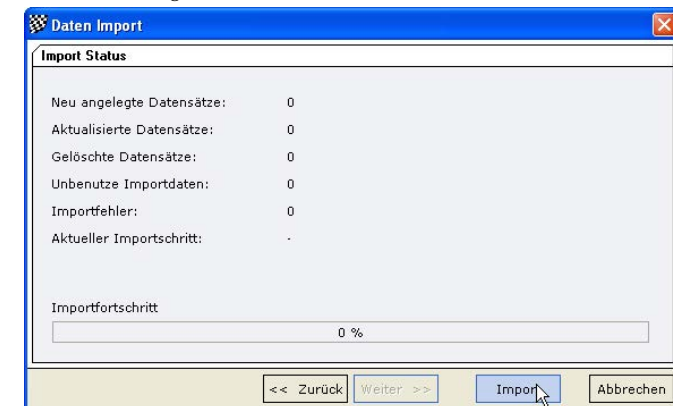 Daten Import
Import Status
Neu angelegte Datensätze: 0
Aktualisierte Datensätze: 0
Gelöschte Datensätze: 0
Unbenutze Importdaten: 0
Importfehler: 0
Aktueller Importschritt: -
Importfortschritt
0 %
<< Zurück Weiter >> Import Abbrechen